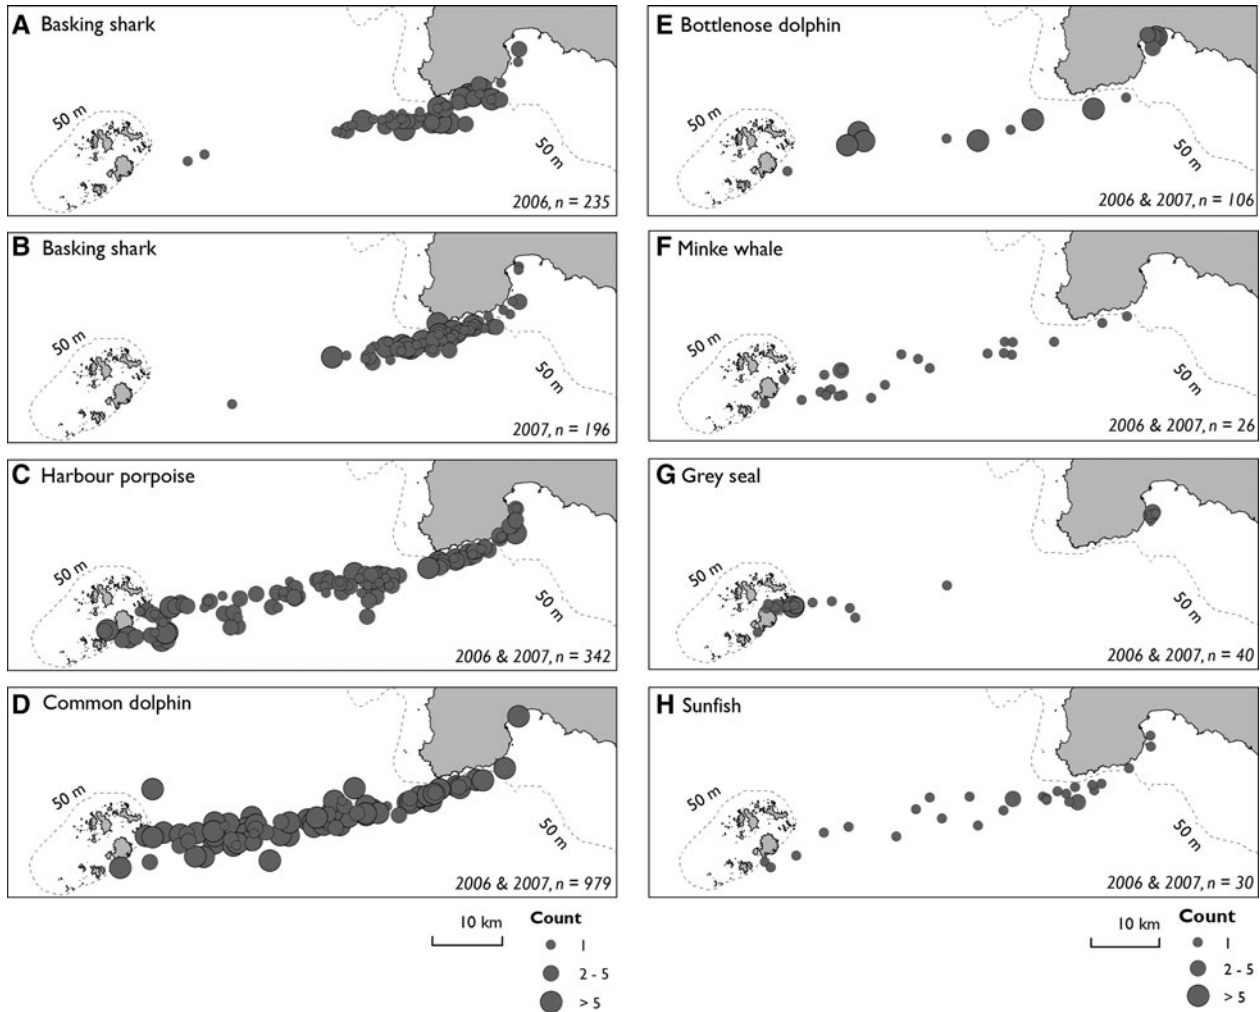 A Basking shark
50 m
50 m
2006, n = 235
B Basking shark
50 m
50 m
2007, n = 196
C Harbour porpoise
50 m
50 m
2006 & 2007, n = 342
D Common dolphin
50 m
50 m
2006 & 2007, n = 979
10 km
Count
1
2 - 5
> 5
E Bottlenose dolphin
50 m
50 m
2006 & 2007, n = 106
F Minke whale
50 m
50 m
2006 & 2007, n = 26
G Grey seal
50 m
50 m
2006 & 2007, n = 40
H Sunfish
50 m
50 m
2006 & 2007, n = 30
10 km
Count
1
2 - 5
> 5